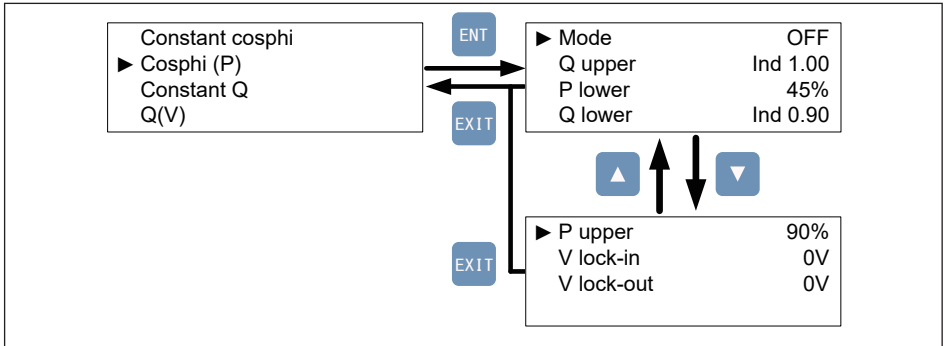 Constant cosphi
► Cosphi (P)
Constant Q
Q(V)
ENT
EXIT
► Mode OFF
Q upper Ind 1.00
P lower 45%
Q lower Ind 0.90
▲
▼
EXIT
► P upper 90%
V lock-in 0V
V lock-out 0V